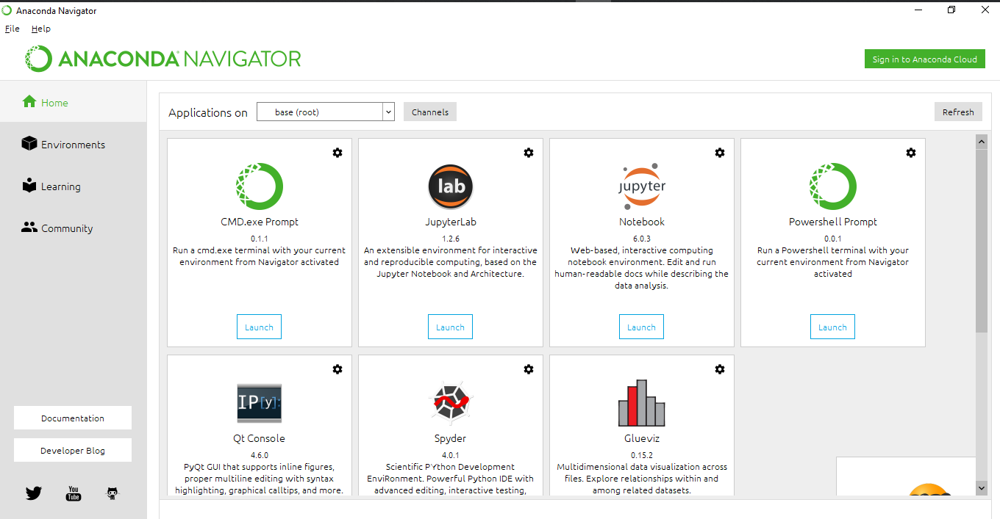 Anaconda Navigator
File Help
ANACONDA NAVIGATOR
Sign in to Anaconda Cloud
Home
Environments
Learning
Community
Documentation
Developer Blog
You
Tube
Applications on base (root) Channels Refresh
CMD.exe Prompt
0.1.1
Run a cmd.exe terminal with your current
environment from Navigator activated
Launch
lab
JupyterLab
1.2.6
An extensible environment for interactive
and reproducible computing, based on the
Jupyter Notebook and Architecture.
Launch
jupyter
Notebook
6.0.3
Web-based, interactive computing
notebook environment. Edit and run
human-readable docs while describing the
data analysis.
Launch
Powershell Prompt
0.0.1
Run a Powershell terminal with your
current environment from Navigator
activated
Launch
IP[y]:
Qt Console
4.6.0
PyQt GUI that supports inline figures,
proper multiline editing with syntax
highlighting, graphical calltips, and more.
Spyder
4.0.1
Scientific PYthon Development
EnviRonment. Powerful Python IDE with
advanced editing, interactive testing,
Glueviz
0.15.2
Multidimensional data visualization across
files. Explore relationships within and
among related datasets.